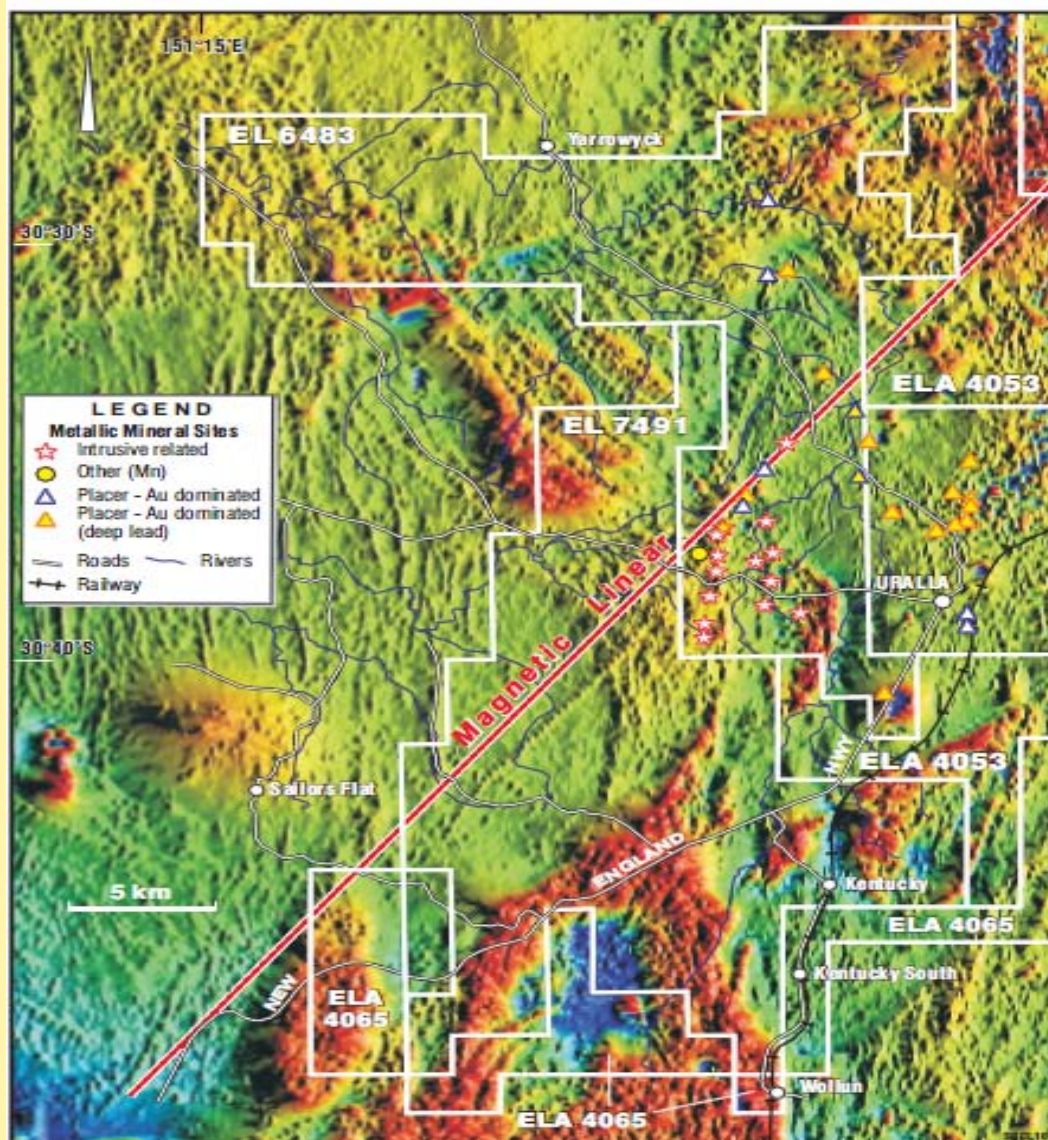 151°15'E
EL 6483
Yarrowyck
30°30'S
ELA 4053
LEGEND
Metallic Mineral Sites
Intrusive related
Other (Mn)
Placer - Au dominated
Placer - Au dominated
(deep lead)
Roads
Rivers
Railway
EL 7491
Magnetic Linear
URALLA
30°40'S
HWY
ELA 4053
Sailors Flat
ENGLAND
5 km
Kentucky
ELA 4065
Kentucky South
NEW
ELA
4065
Wollun
ELA 4065